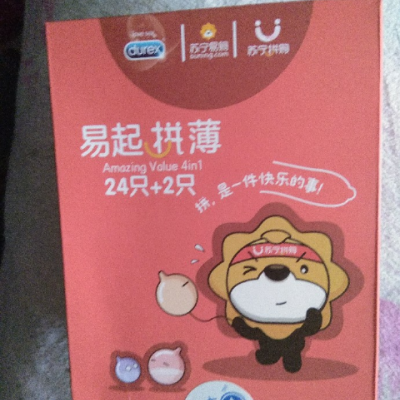 durex
苏宁易购
suning.com
苏宁拼购
易起 拼薄
Amazing Value 4in1
24只+2只
拼,是一件快乐的事!
苏宁拼购